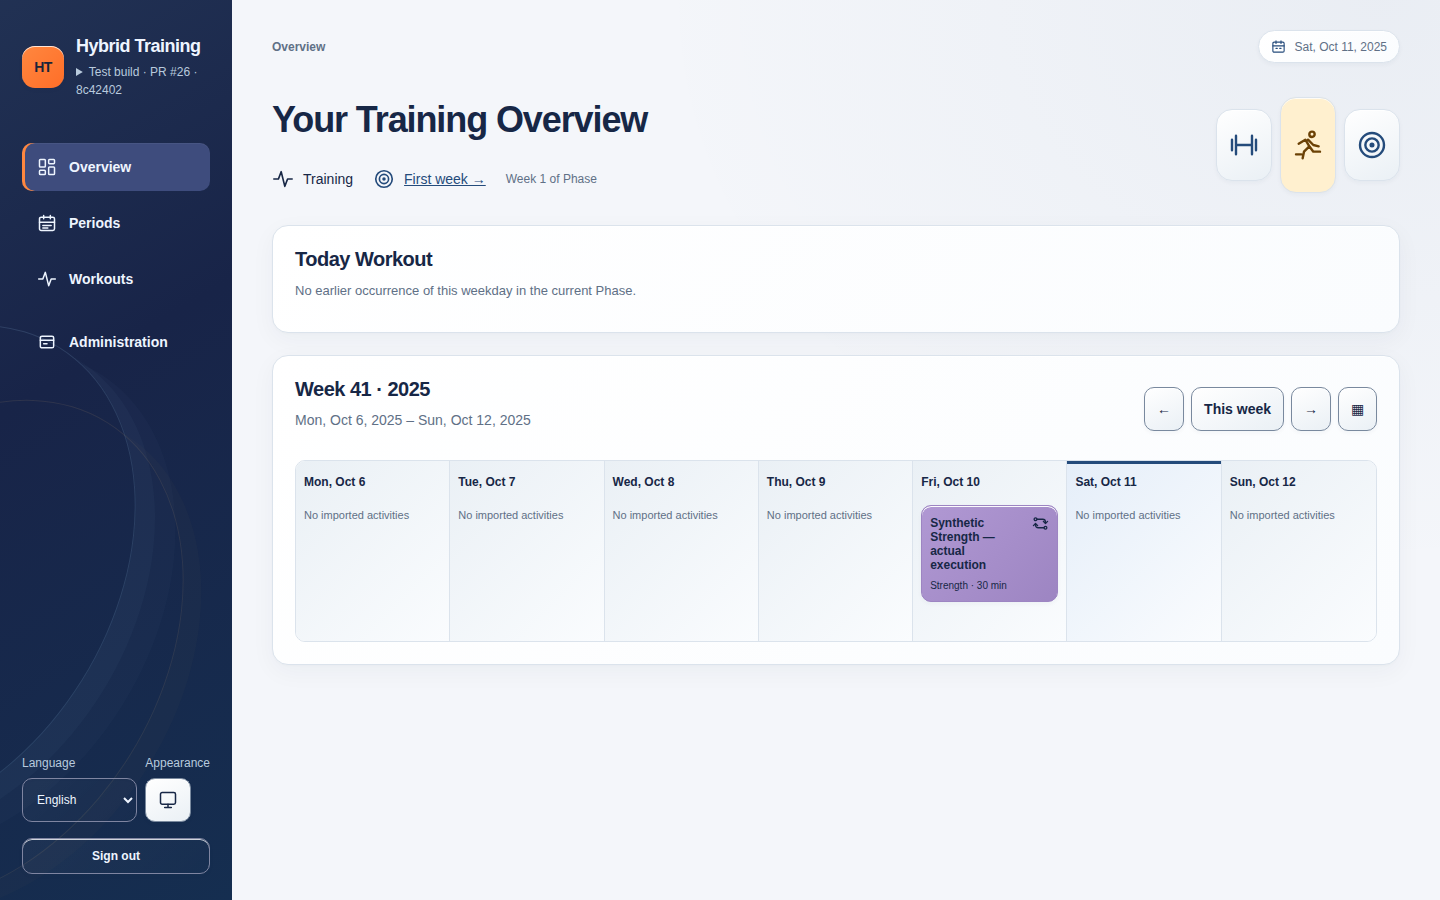 HT
Hybrid Training
Test build · PR #26 ·
8c42402
Overview
Periods
Workouts
Administration
Language
Appearance
English
Sign out
Overview
Sat, Oct 11, 2025
Your Training Overview
Training
First week →
Week 1 of Phase
Today Workout
No earlier occurrence of this weekday in the current Phase.
Week 41 · 2025
Mon, Oct 6, 2025 – Sun, Oct 12, 2025
←
This week
→
Mon, Oct 6
No imported activities
Tue, Oct 7
No imported activities
Wed, Oct 8
No imported activities
Thu, Oct 9
No imported activities
Fri, Oct 10
Synthetic
Strength —
actual
execution
Strength · 30 min
Sat, Oct 11
No imported activities
Sun, Oct 12
No imported activities